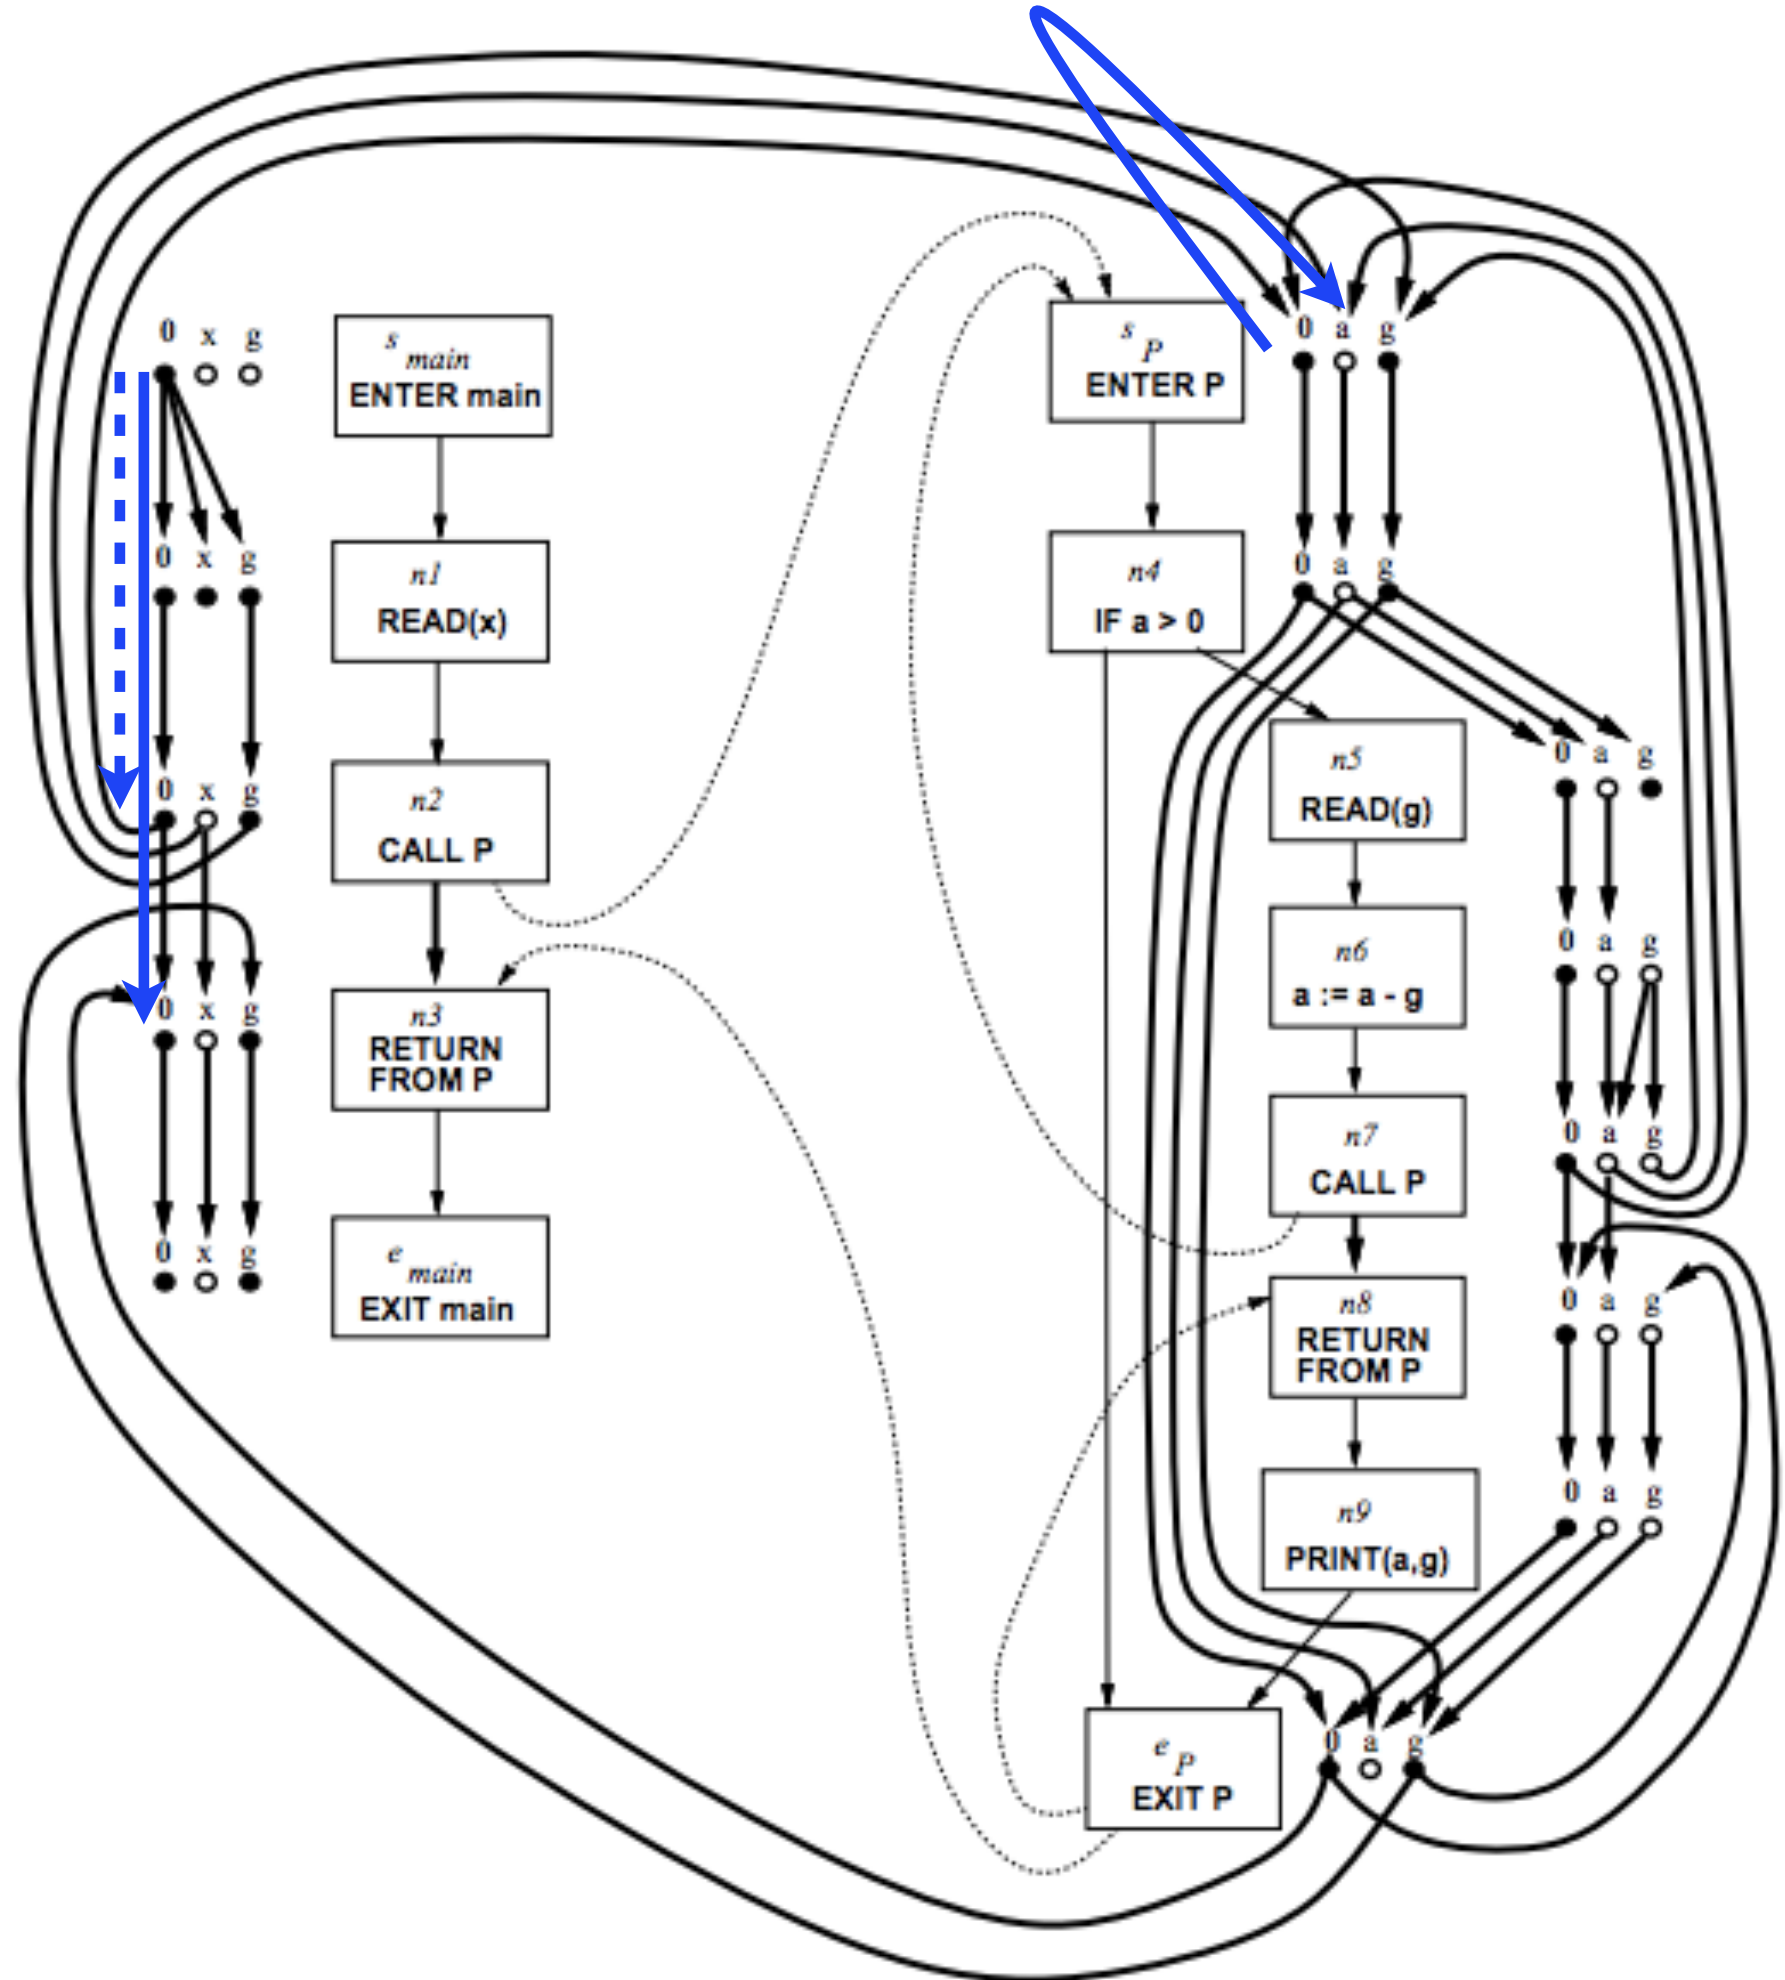 0 x g
s main
ENTER main
0 x g
n1
READ(x)
0 x g
n2
CALL P
0 x g
n3
RETURN
FROM P
0 x g
e main
EXIT main
s P
ENTER P
0 a g
n4
IF a > 0
0 a g
n5
READ(g)
0 a g
n6
a := a - g
0 a g
n7
CALL P
0 a g
n8
RETURN
FROM P
0 a g
n9
PRINT(a,g)
0 a g
e P
EXIT P
0 a g